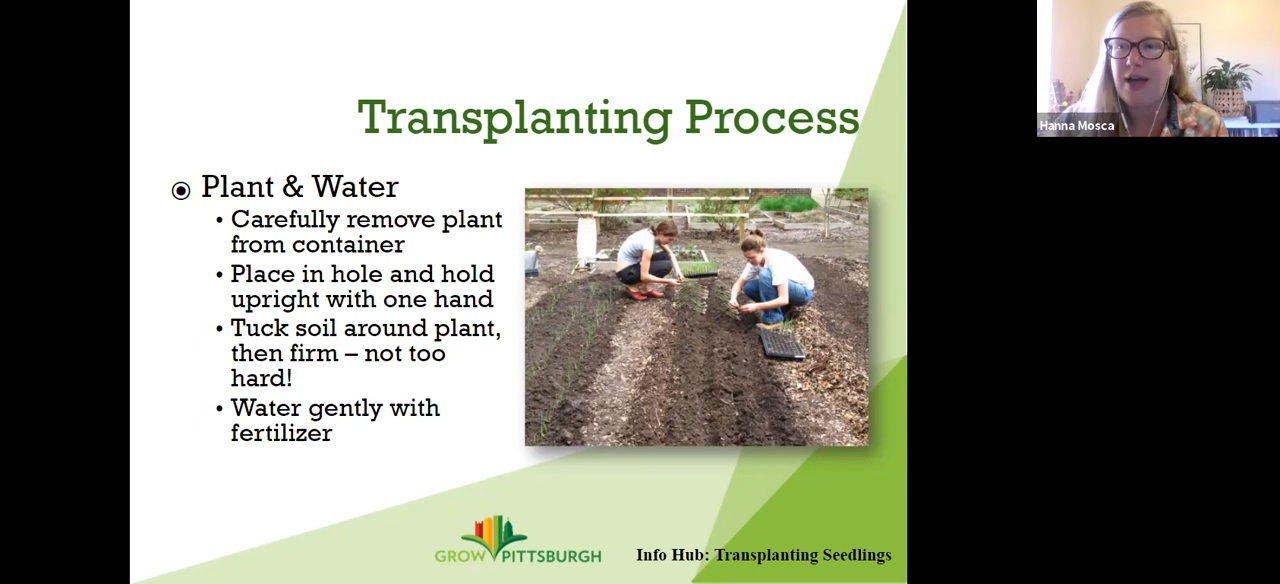 Transplanting Process
Plant & Water
• Carefully remove plant
from container
• Place in hole and hold
upright with one hand
• Tuck soil around plant,
then firm – not too
hard!
• Water gently with
fertilizer
GROW PITTSBURGH
Info Hub: Transplanting Seedlings
Hanna Mosca